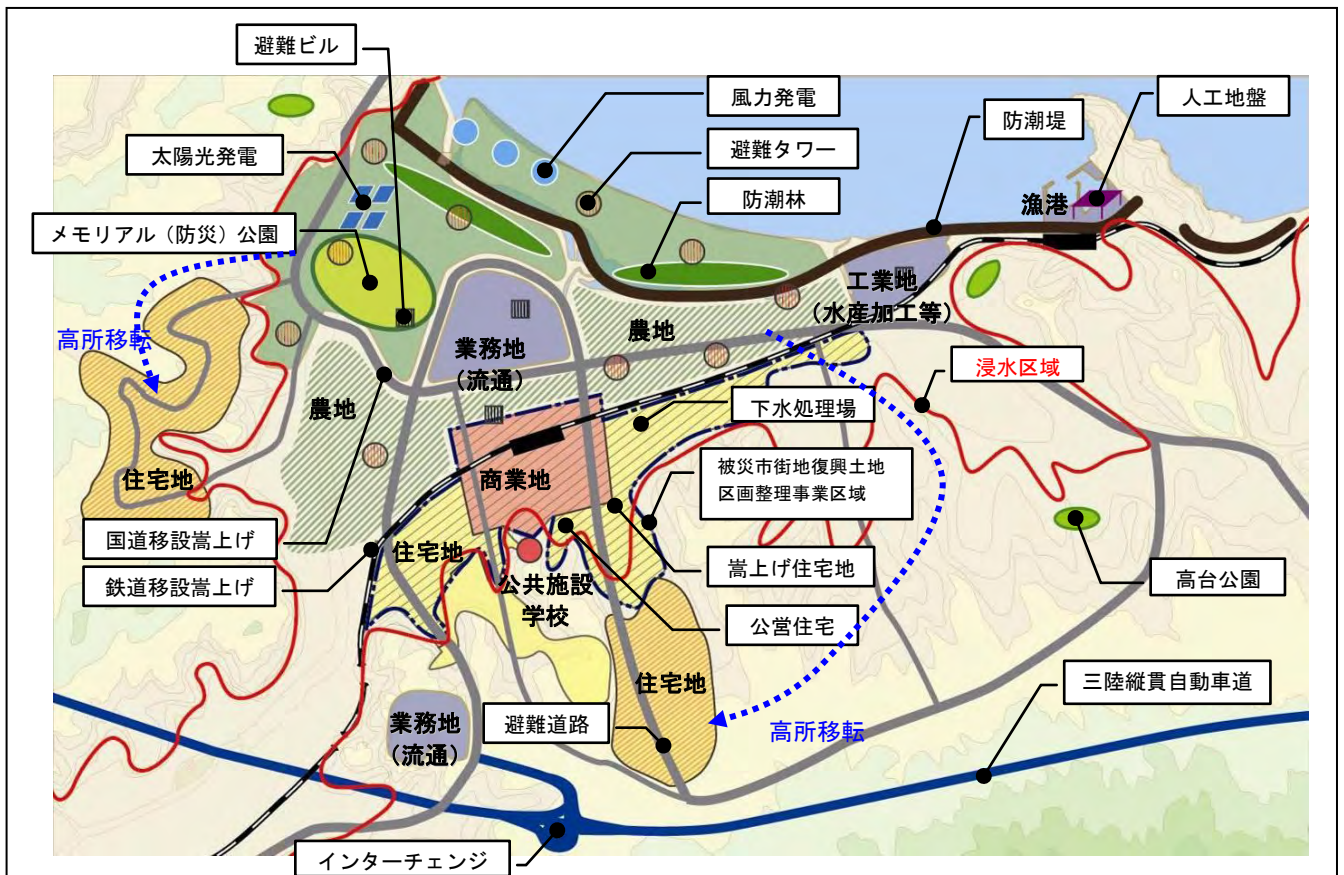 避難ビル
風力発電
人工地盤
防潮堤
太陽光発電
避難タワー
防潮林
漁港
メモリアル（防災）公園
工業地
（水産加工等）
高所移転
農地
業務地
（流通）
浸水区域
農地
下水処理場
住宅地
商業地
被災市街地復興土地
区画整理事業区域
国道移設嵩上げ
住宅地
嵩上げ住宅地
鉄道移設嵩上げ
公共施設
学校
高台公園
公営住宅
住宅地
三陸縦貫自動車道
業務地
（流通）
避難道路
高所移転
インターチェンジ